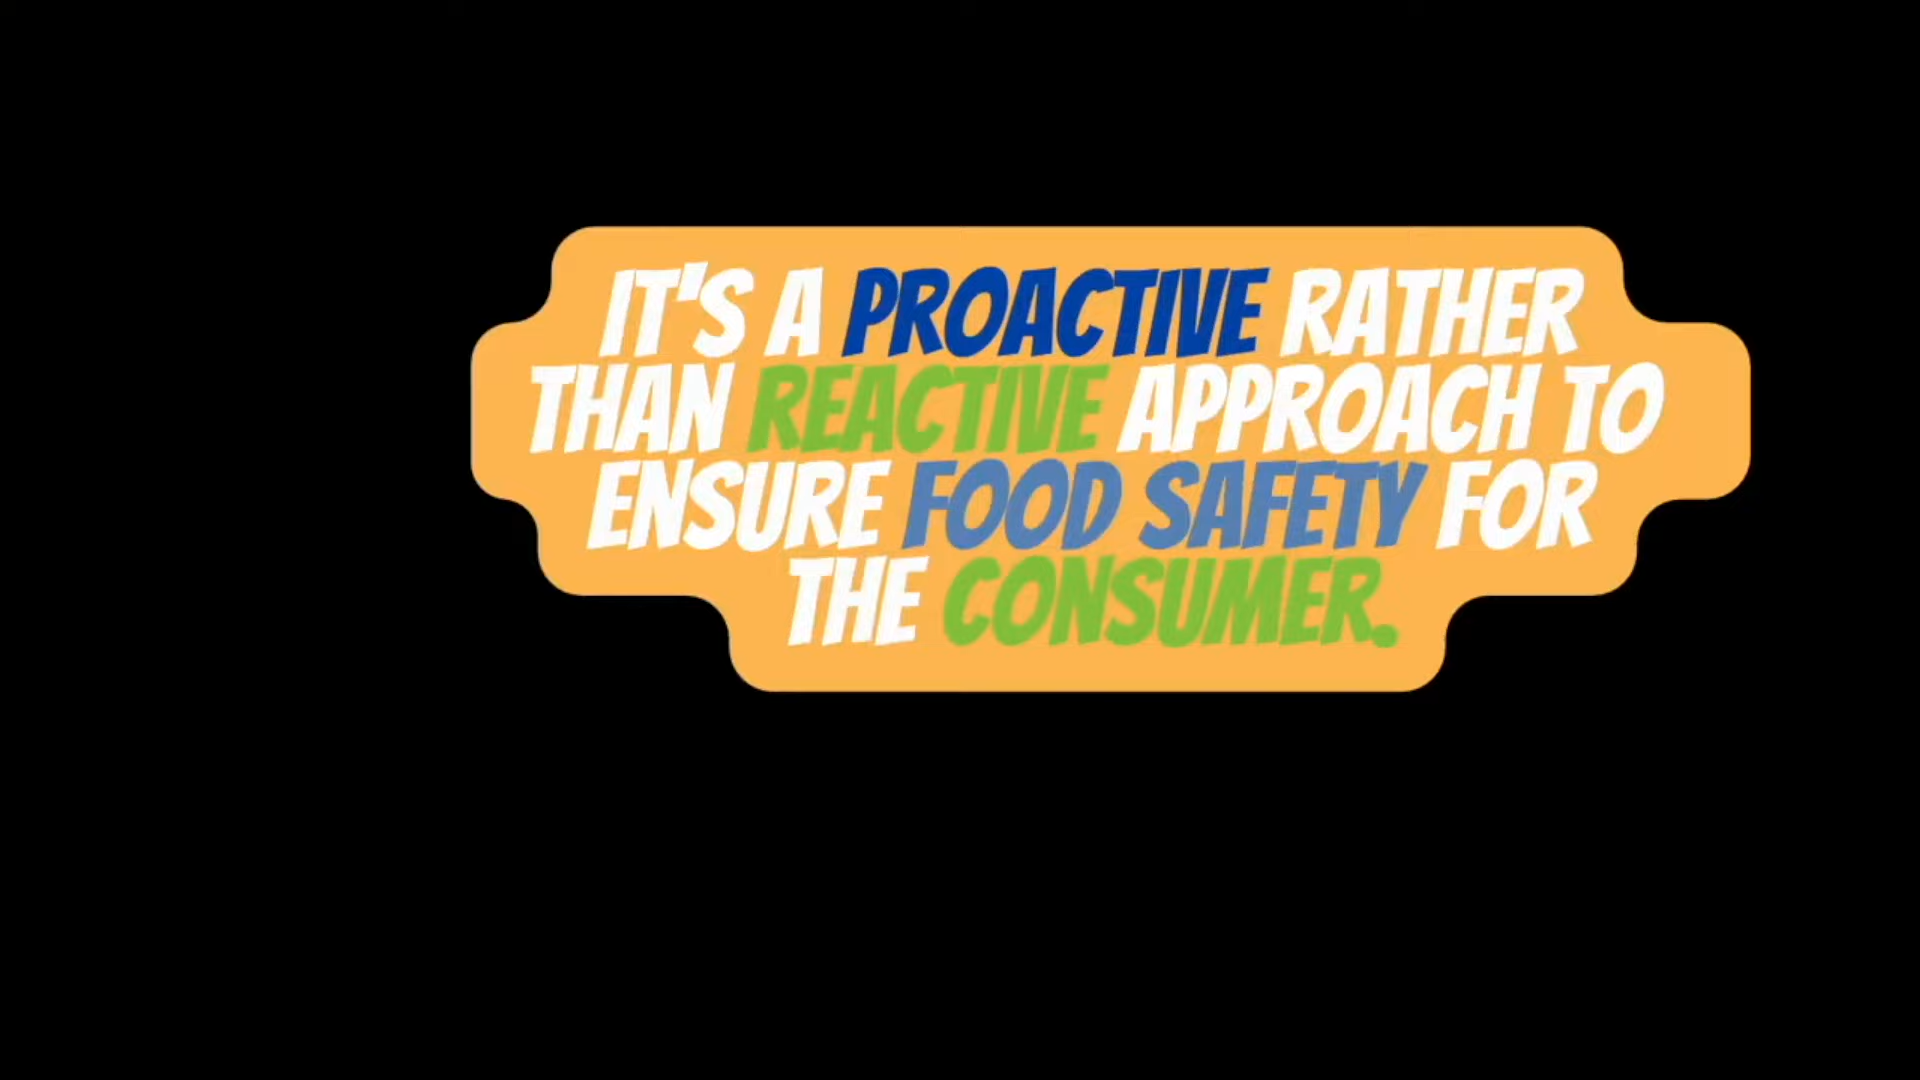 IT'S A PROACTIVE RATHER
THAN REACTIVE APPROACH TO
ENSURE FOOD SAFETY FOR
THE CONSUMER.